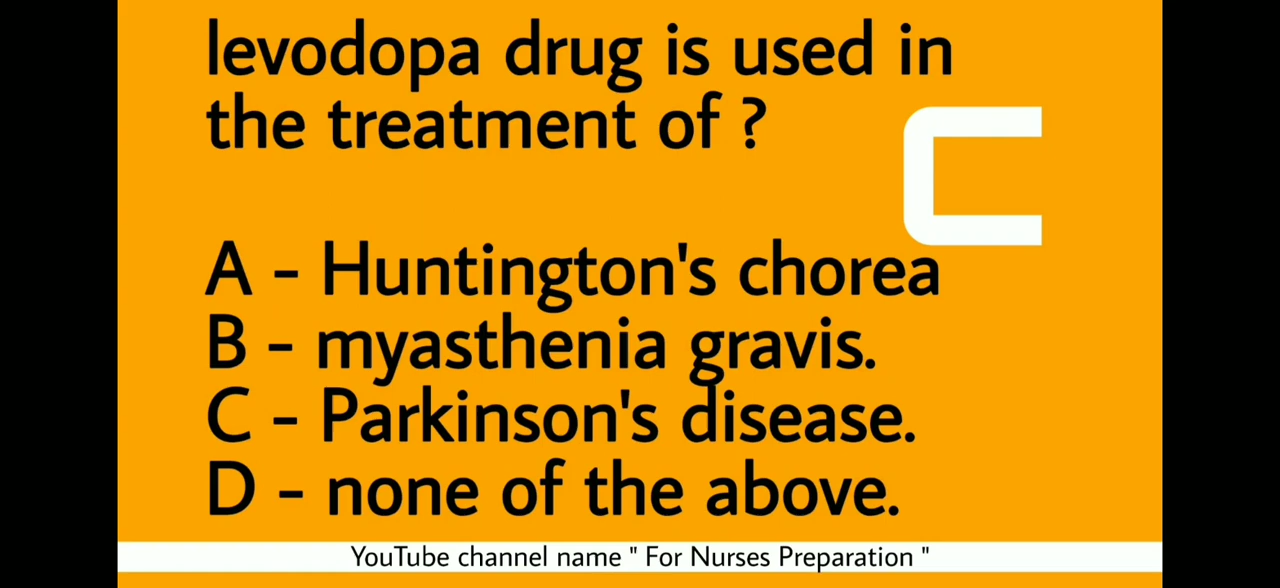 levodopa drug is used in
the treatment of ?
C
A - Huntington's chorea
B - myasthenia gravis.
C - Parkinson's disease.
D - none of the above.
YouTube channel name " For Nurses Preparation "